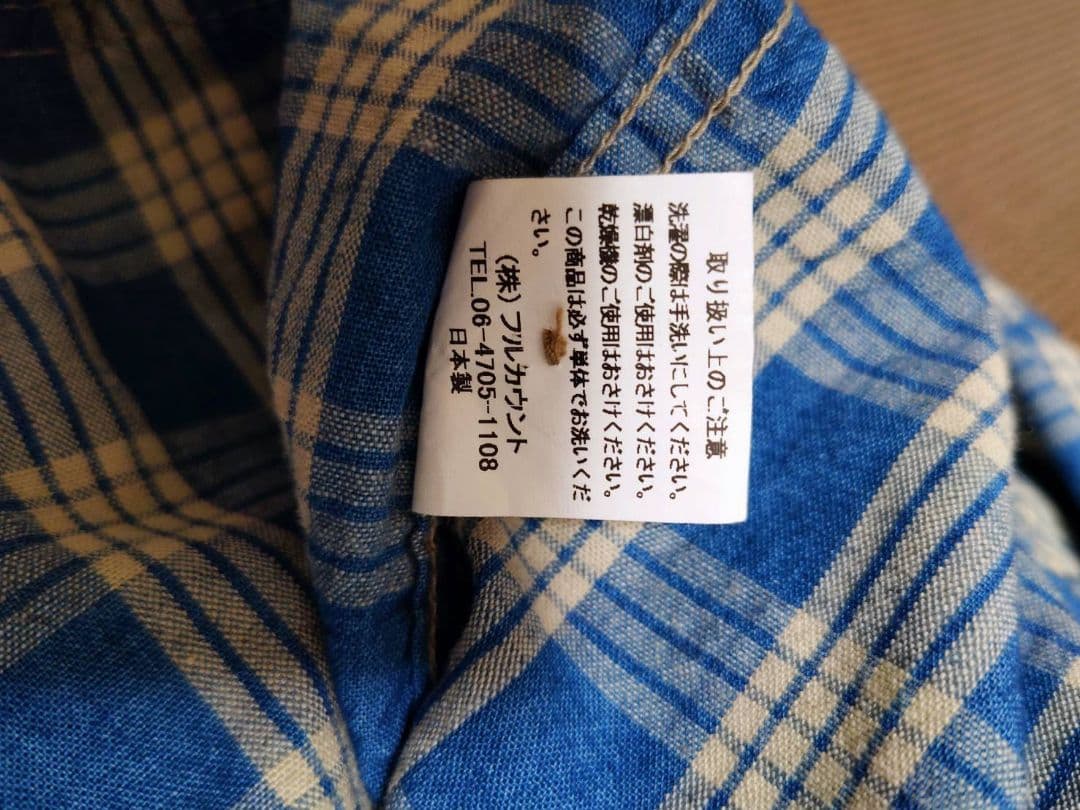 取り扱い上のご注意
洗濯の際は手洗いにしてください。
漂白剤のご使用はおさけください。
乾燥機のご使用はおさけください。
この商品は必ず単体でお洗いくだ
さい。
(株)フルカウント
TEL.06-4705-1108
日本製